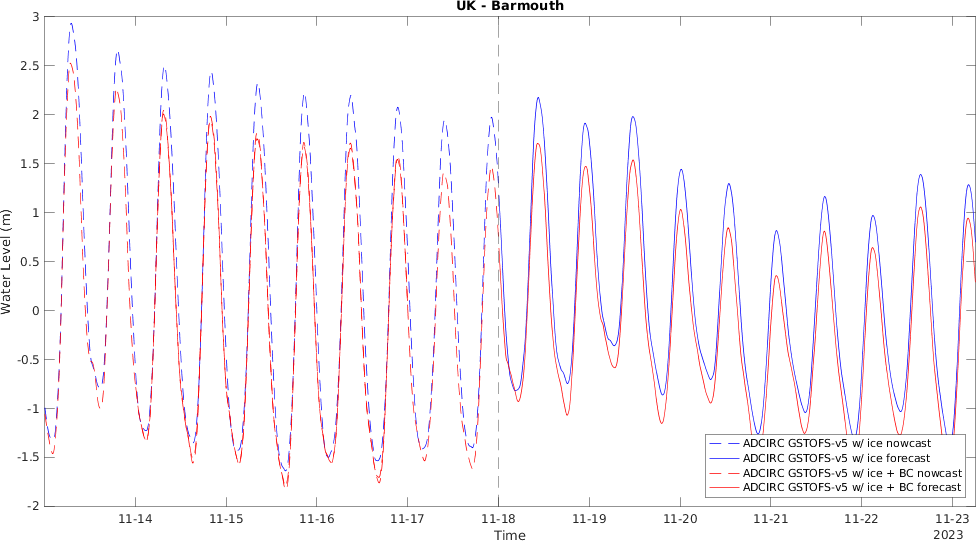 UK - Barmouth
3
2.5
2
1.5
1
0.5
0
-0.5
-1
-1.5
-2
Water Level (m)
ADCIRC GSTOFS-v5 w/ ice nowcast
ADCIRC GSTOFS-v5 w/ ice forecast
ADCIRC GSTOFS-v5 w/ ice + BC nowcast
ADCIRC GSTOFS-v5 w/ ice + BC forecast
11-14 11-15 11-16 11-17 11-18 11-19 11-20 11-21 11-22 11-23
Time
2023